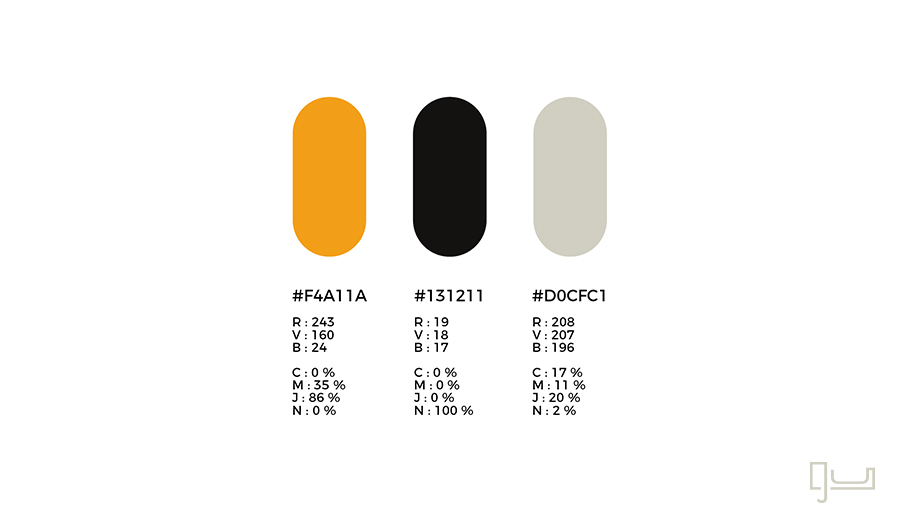 #F4A11A
R : 243
V : 160
B : 24
C : 0 %
M : 35 %
J : 86 %
N : 0 %
#131211
R : 19
V : 18
B : 17
C : 0 %
M : 0 %
J : 0 %
N : 100 %
#D0CFC1
R : 208
V : 207
B : 196
C : 17 %
M : 11 %
J : 20 %
N : 2 %